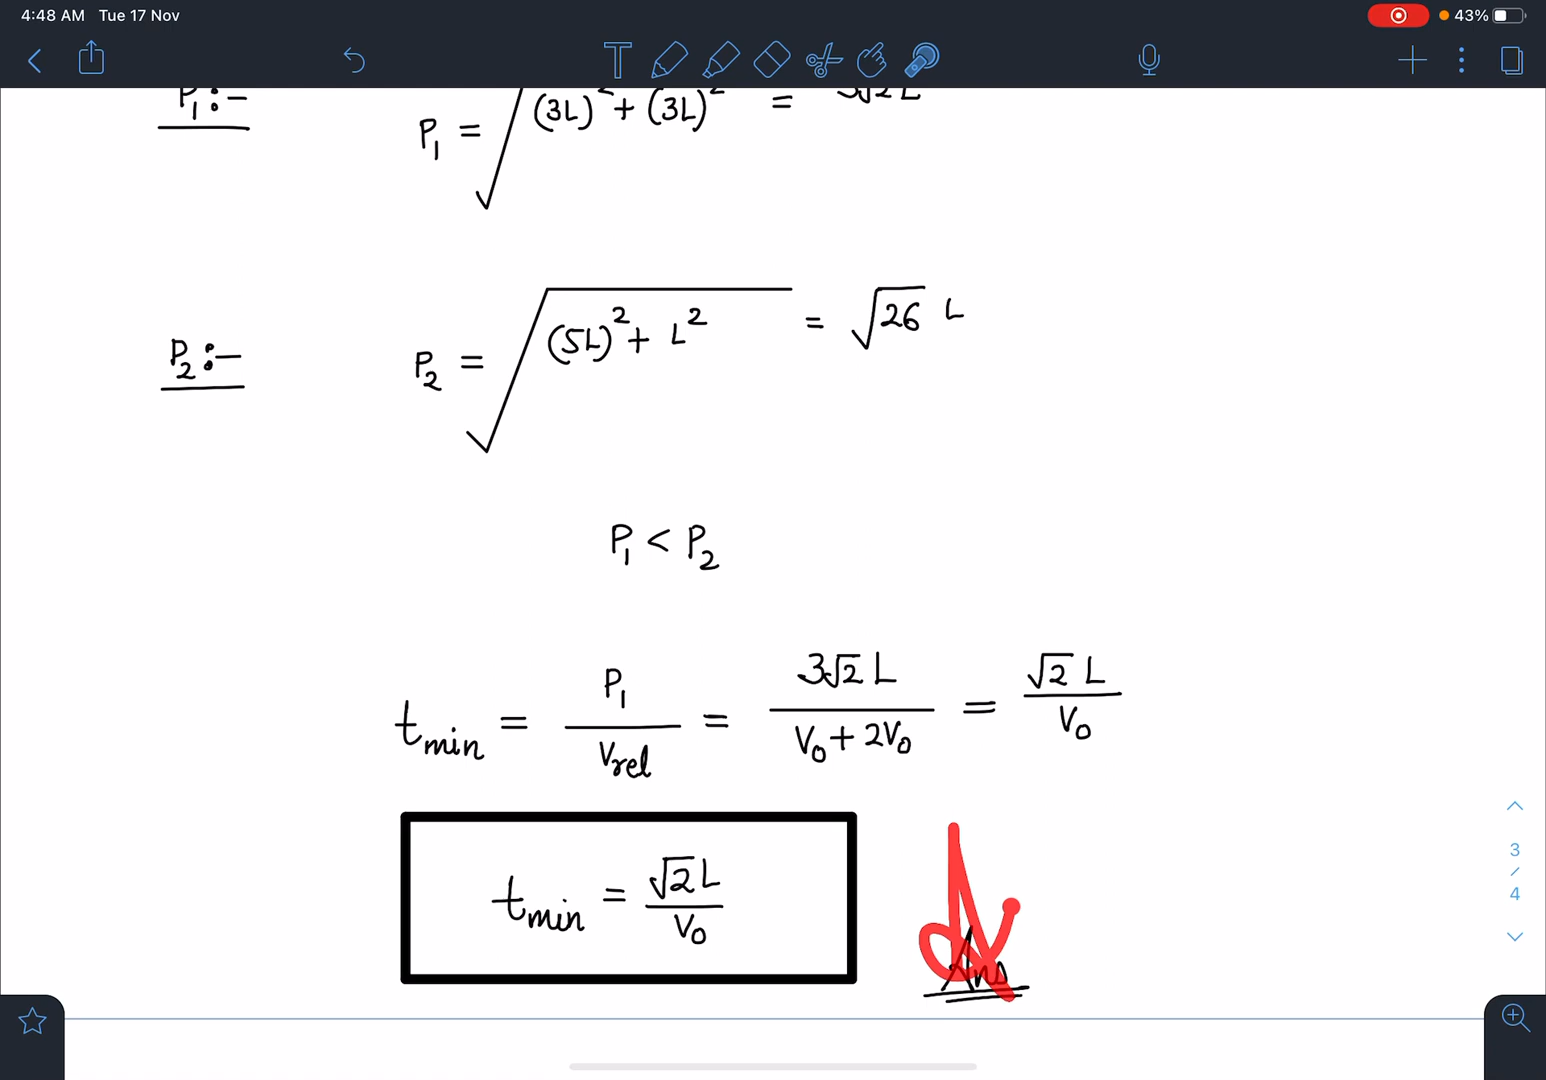 4:48 AM Tue 17 Nov
43%
P₁ :-
P₁ = √((3L)² + (3L)²) = 3√2 L
P₂ :-
P₂ = √((5L)² + L²) = √26 L
P₁ < P₂
t_min = P₁/V_rel = 3√2 L/(V₀ + 2V₀) = √2 L/V₀
t_min = √2 L/V₀
Ans
3
/
4